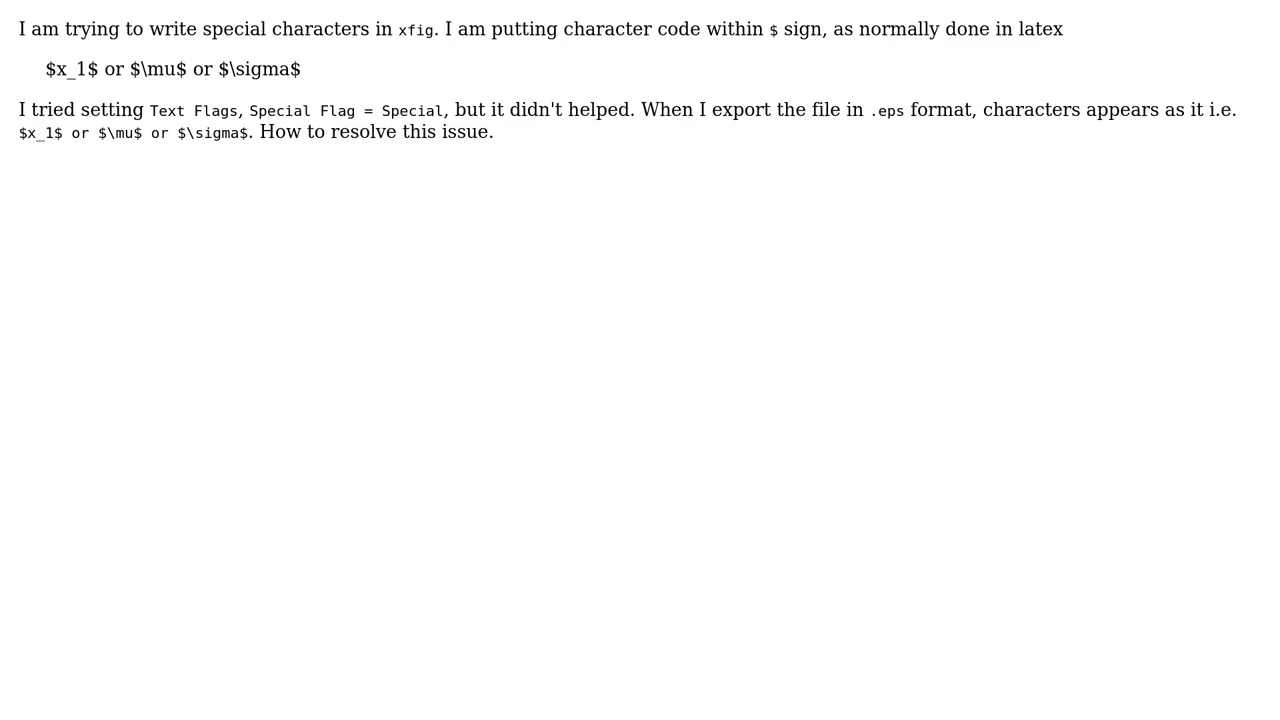 I am trying to write special characters in xfig. I am putting character code within $ sign, as normally done in latex
$x_1$ or $\mu$ or $\sigma$
I tried setting Text Flags, Special Flag = Special, but it didn't helped. When I export the file in .eps format, characters appears as it i.e.
$x_1$ or $\mu$ or $\sigma$. How to resolve this issue.